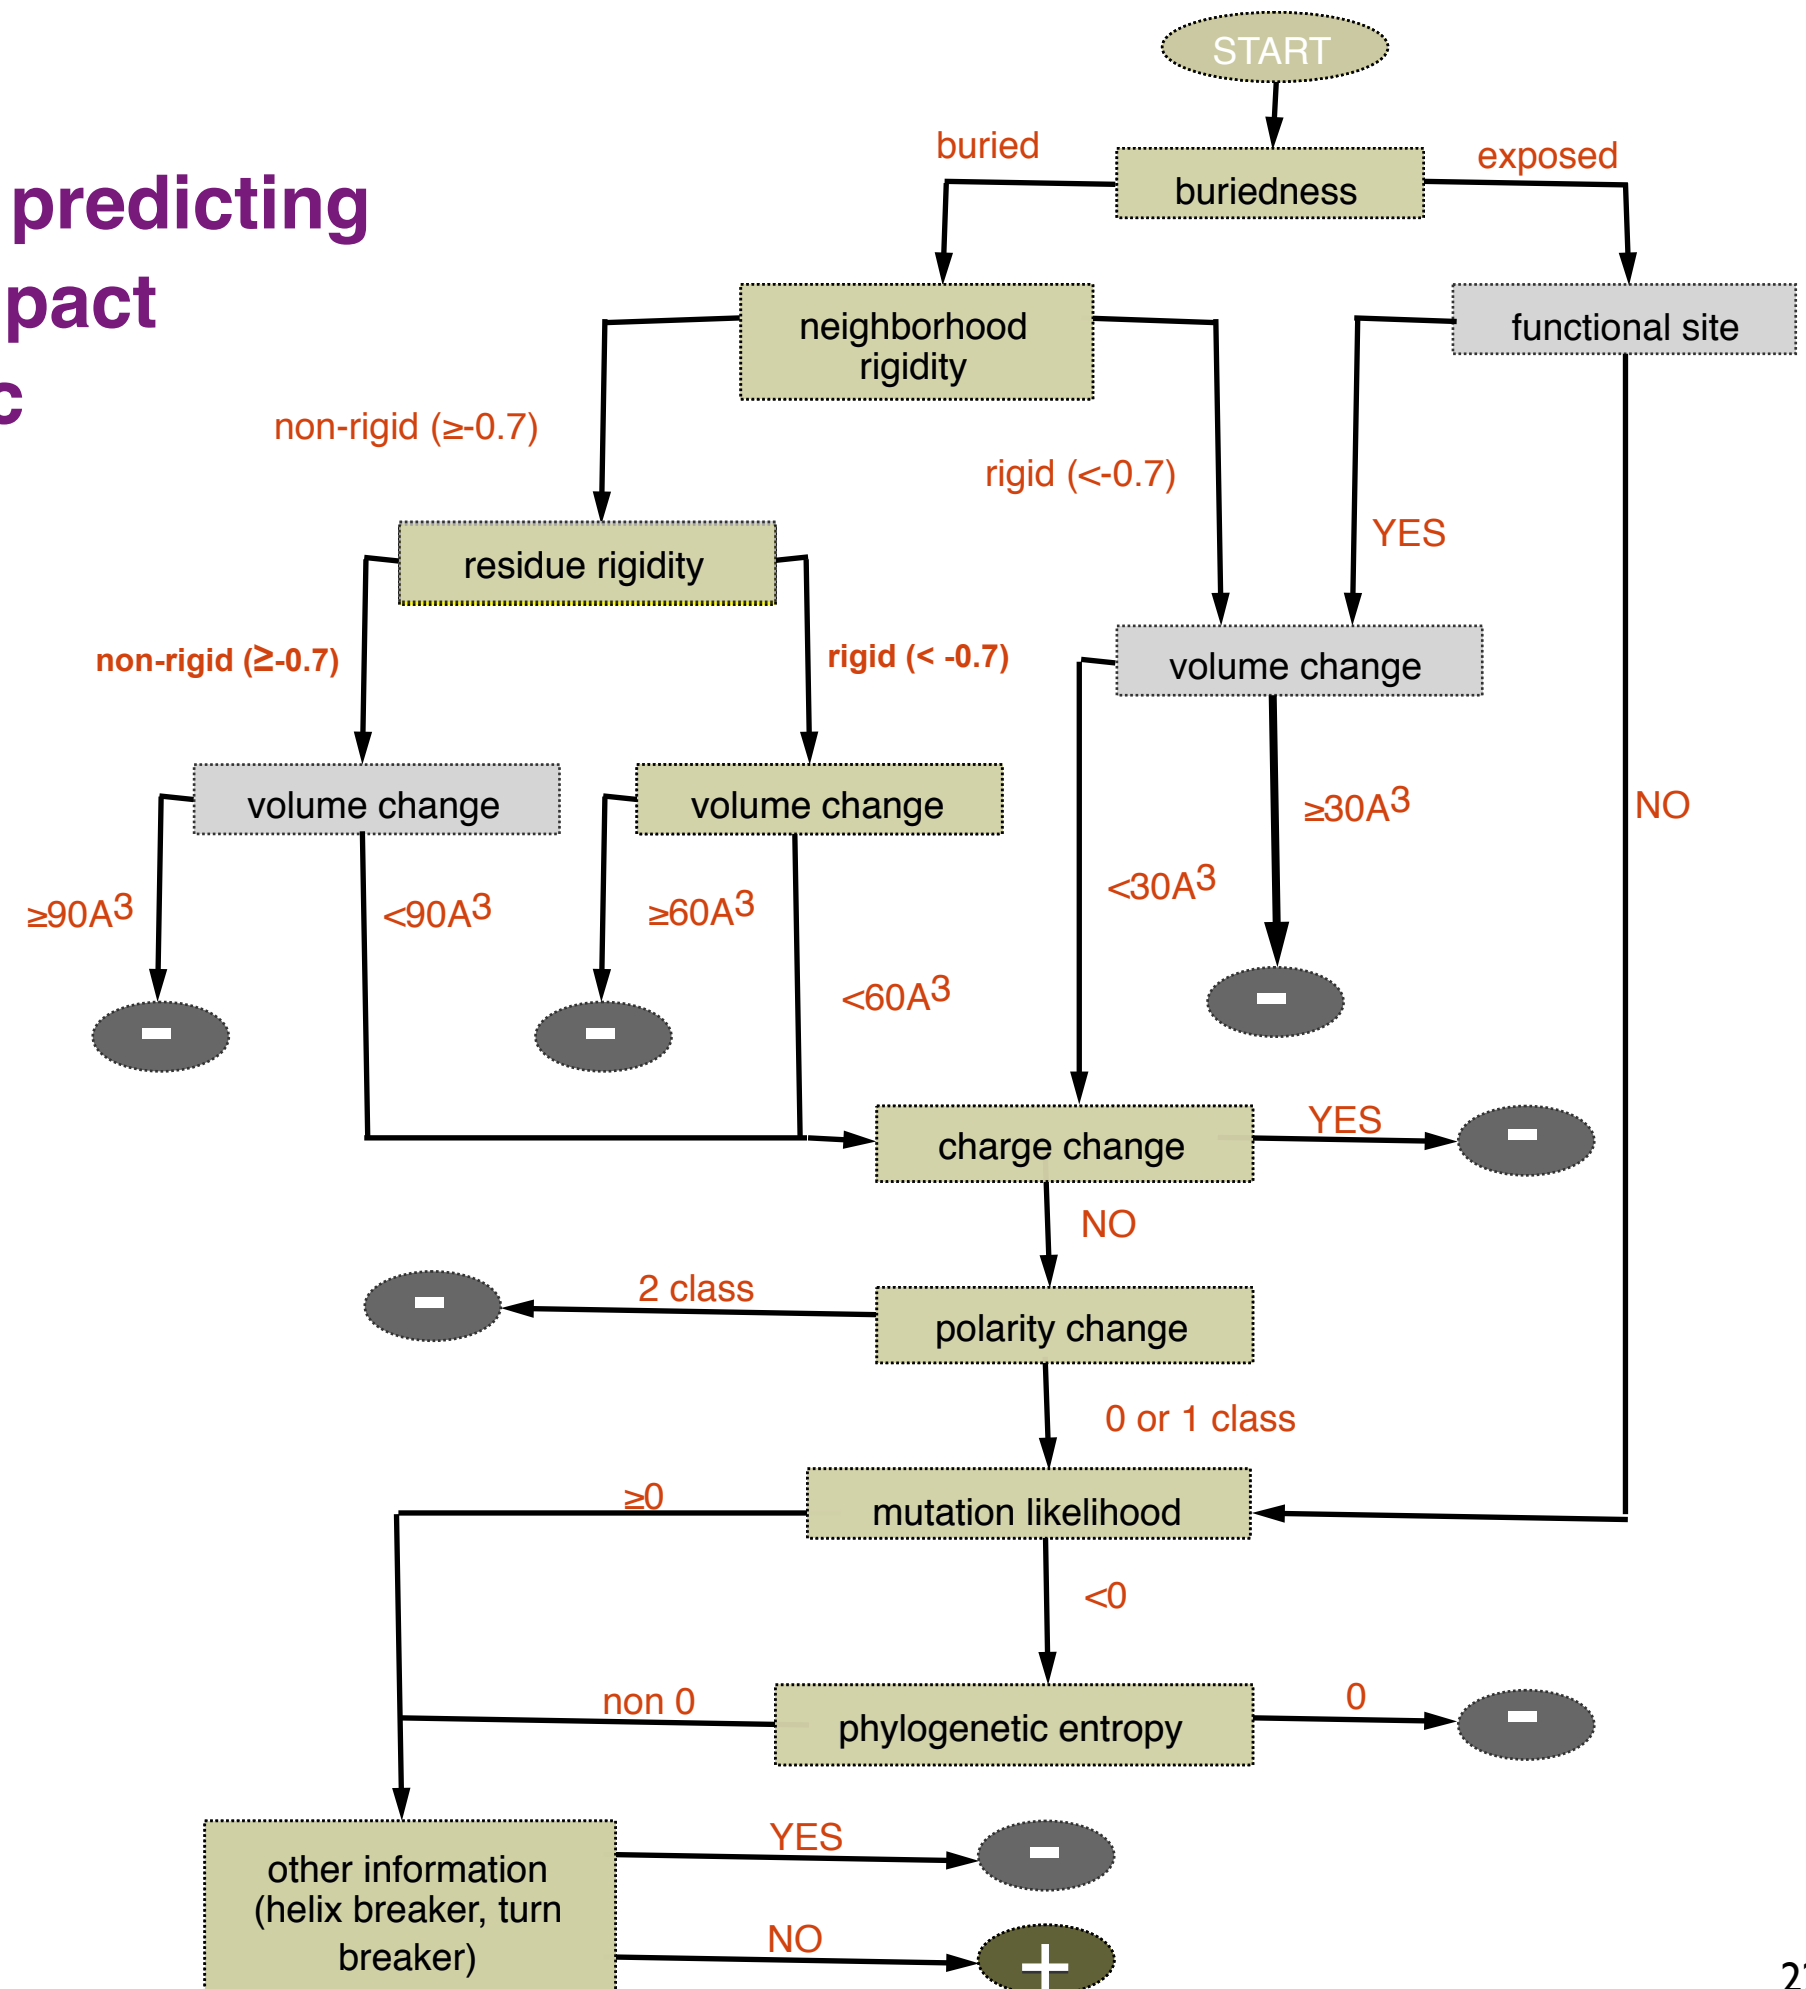 START
predicting
pact
c
buried
exposed
buriedness
neighborhood
rigidity
functional site
non-rigid (≥-0.7)
rigid (<-0.7)
YES
residue rigidity
non-rigid (≥-0.7)
rigid (< -0.7)
volume change
volume change
volume change
≥30A3
NO
≥90A3
<90A3
≥60A3
<30A3
<60A3
-
-
-
charge change
YES
-
NO
2 class
-
polarity change
0 or 1 class
≥0
mutation likelihood
<0
non 0
phylogenetic entropy
0
-
other information
(helix breaker, turn
breaker)
YES
-
NO
+